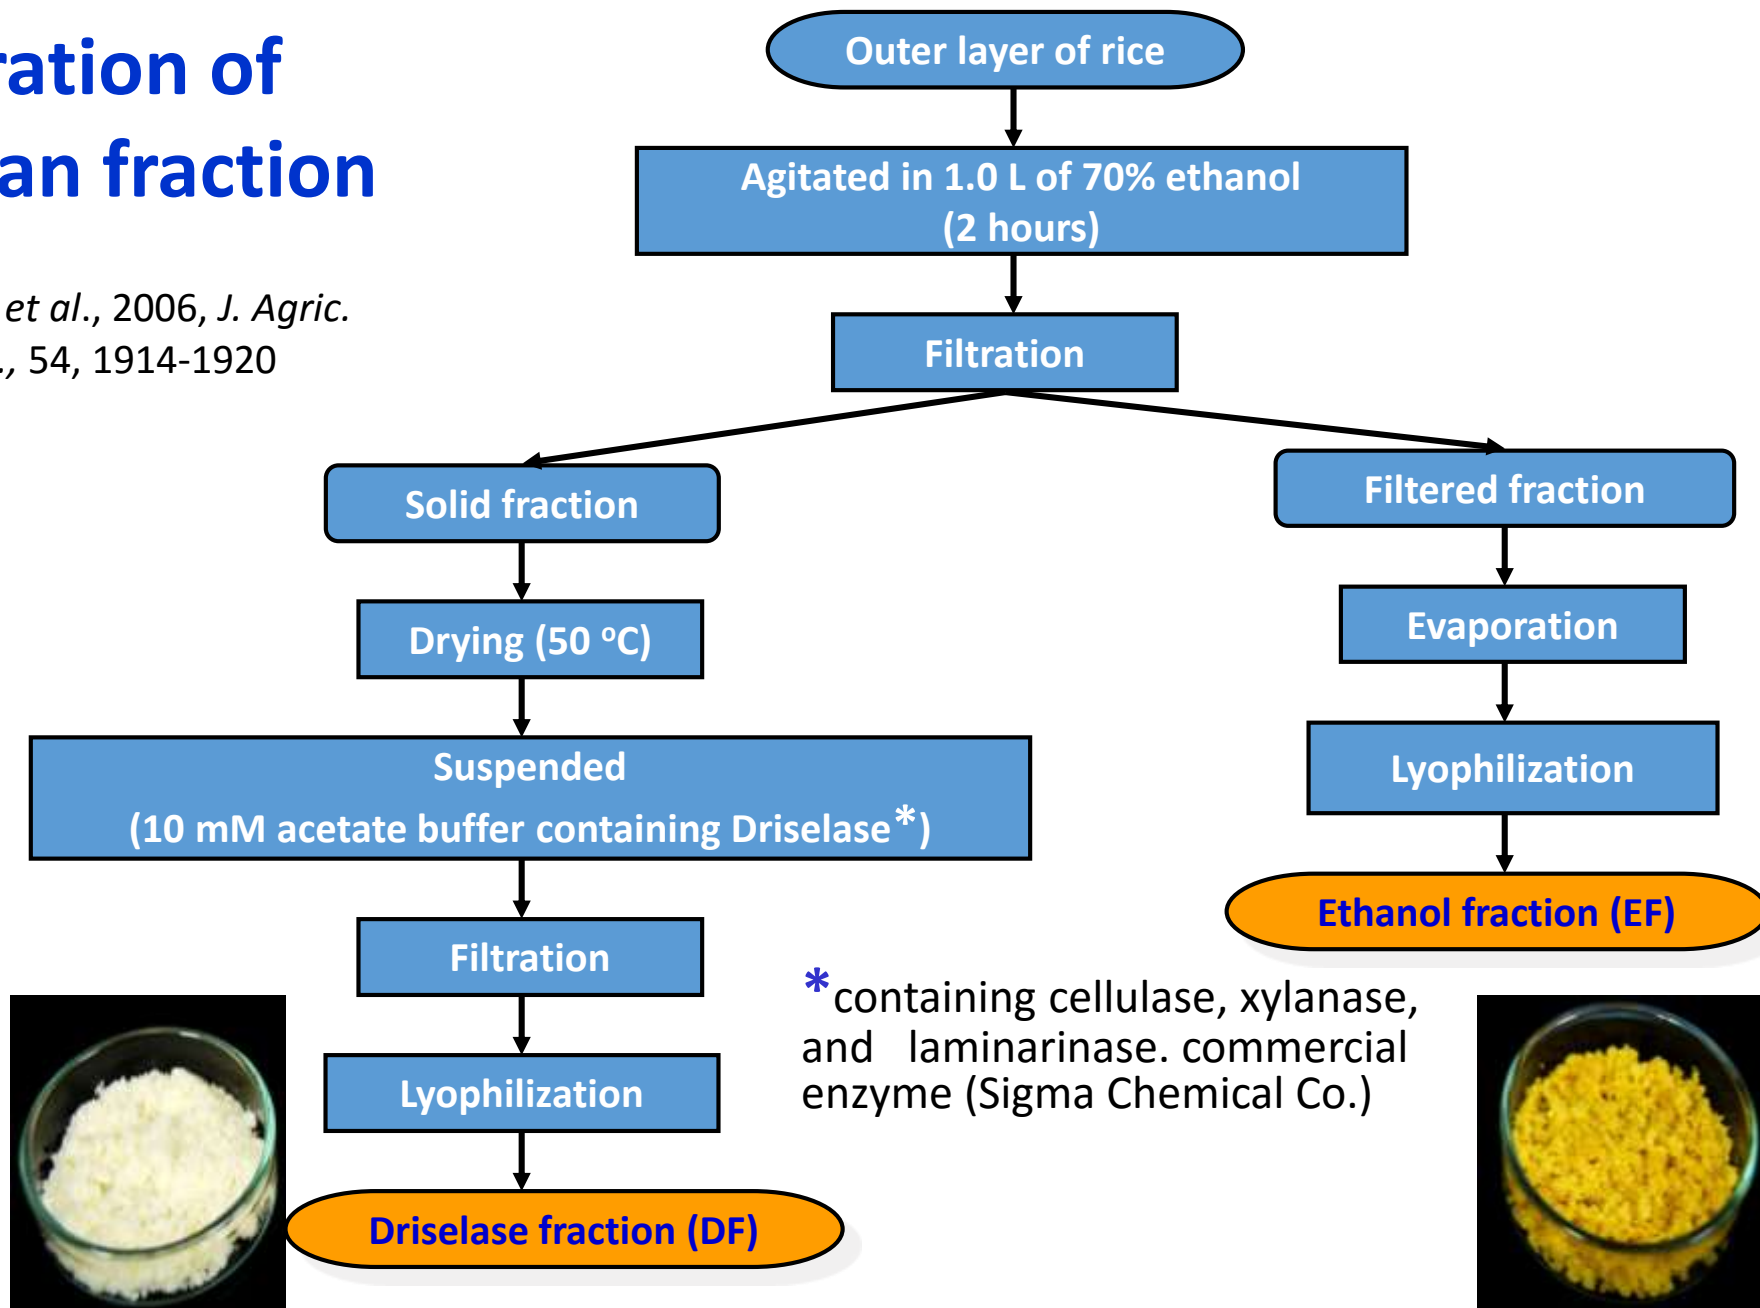 ration of
an fraction
et al., 2006, J. Agric.
., 54, 1914-1920
Outer layer of rice
Agitated in 1.0 L of 70% ethanol
(2 hours)
Filtration
Solid fraction
Filtered fraction
Drying (50 °C)
Evaporation
Suspended
(10 mM acetate buffer containing Driselase*)
Lyophilization
Filtration
Ethanol fraction (EF)
Lyophilization
*containing cellulase, xylanase,
and laminarinase. commercial
enzyme (Sigma Chemical Co.)
Driselase fraction (DF)